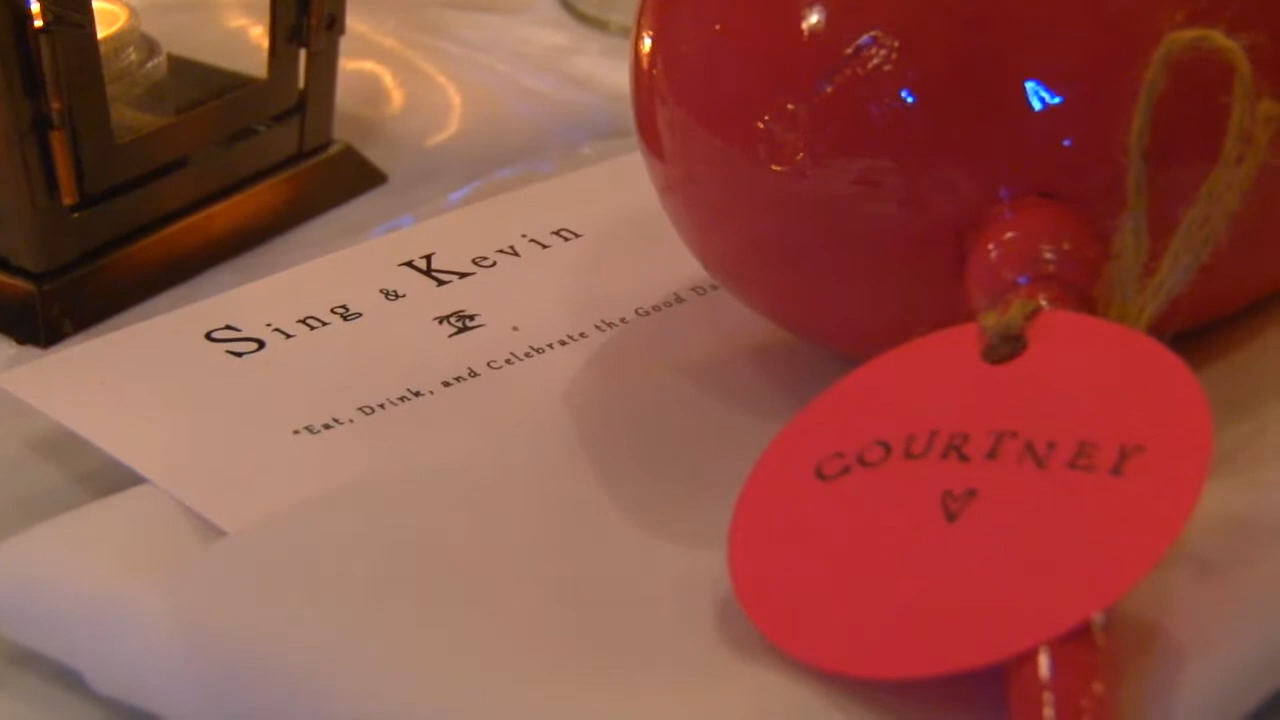 Sing & Kevin
"Eat, Drink, and Celebrate the Good
COURTNEY